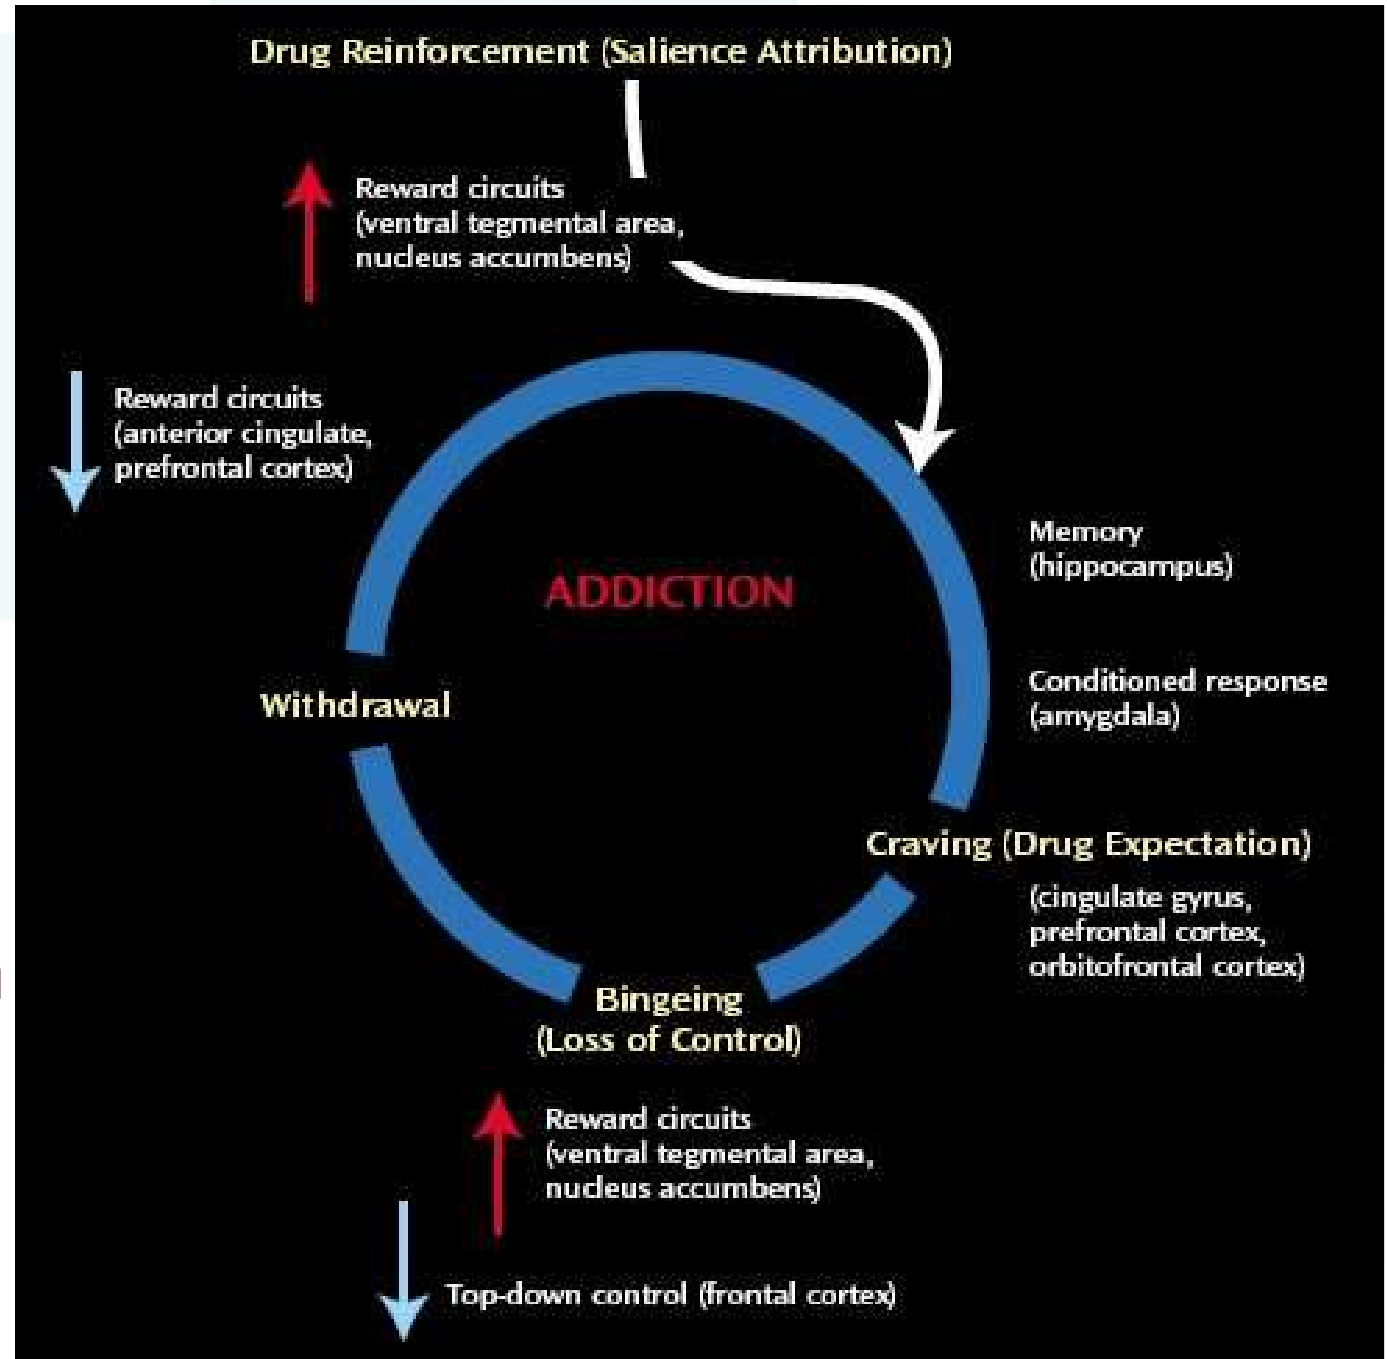 Drug Reinforcement (Salience Attribution)
Reward circuits
(ventral tegmental area,
nucleus accumbens)
Reward circuits
(anterior cingulate,
prefrontal cortex)
Memory
(hippocampus)
ADDICTION
Conditioned response
(amygdala)
Withdrawal
Craving (Drug Expectation)
(cingulate gyrus,
prefrontal cortex,
orbitofrontal cortex)
Bingeing
(Loss of Control)
Reward circuits
(ventral tegmental area,
nucleus accumbens)
Top-down control (frontal cortex)